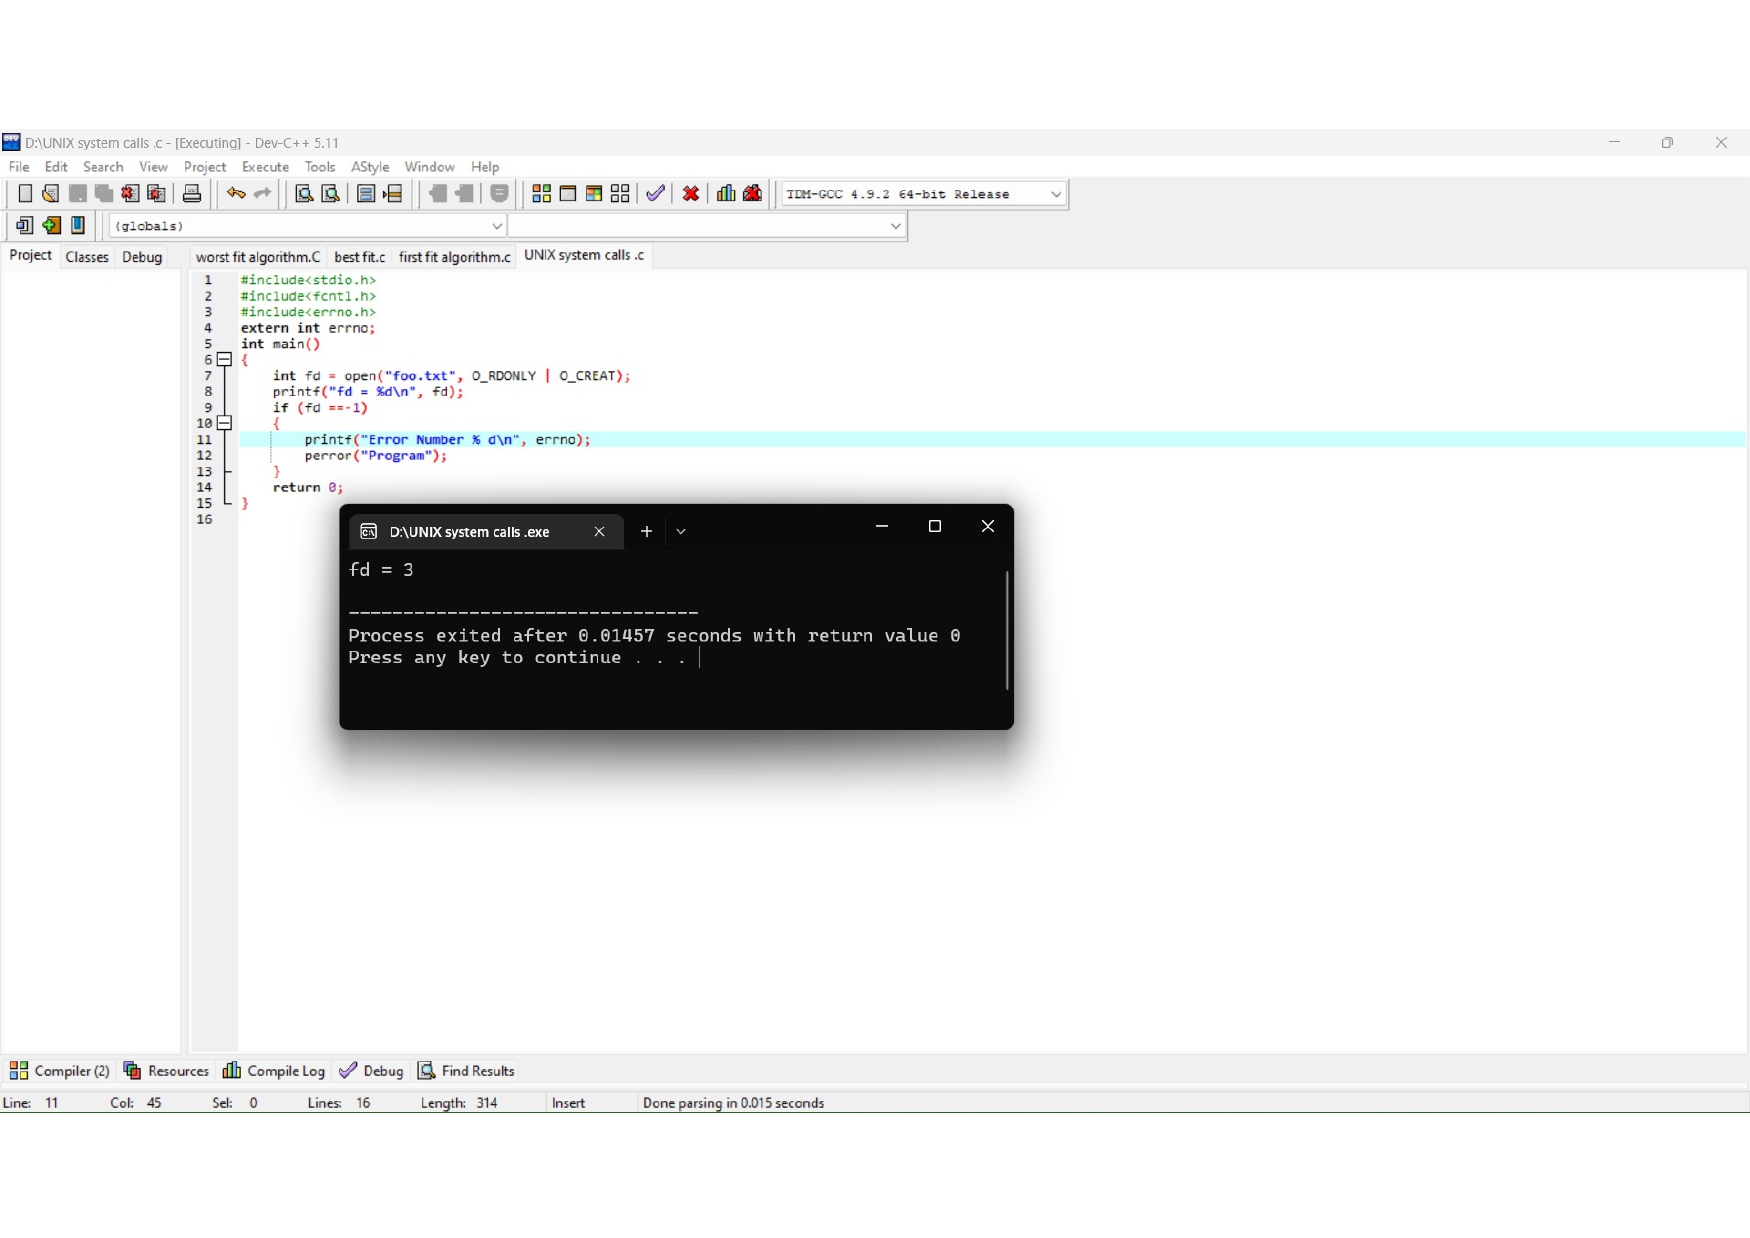 D:\UNIX system calls .c - [Executing] - Dev-C++ 5.11
File Edit Search View Project Execute Tools AStyle Window Help
TDM-GCC 4.9.2 64-bit Release
(globals)
Project Classes Debug
worst fit algorithm.C best fit.c first fit algorithm.c UNIX system calls .c
1 #include<stdio.h>
2 #include<fcntl.h>
3 #include<errno.h>
4 extern int errno;
5 int main()
6 {
7 int fd = open("foo.txt", O_RDONLY | O_CREAT);
8 printf("fd = %d\n", fd);
9 if (fd ==-1)
10 {
11 printf("Error Number % d\n", errno);
12 perror("Program");
13 }
14 return 0;
15 }
16
D:\UNIX system calls .exe
fd = 3
--------------------------------
Process exited after 0.01457 seconds with return value 0
Press any key to continue . . .
Compiler (2) Resources Compile Log Debug Find Results
Line: 11 Col: 45 Sel: 0 Lines: 16 Length: 314 Insert Done parsing in 0.015 seconds